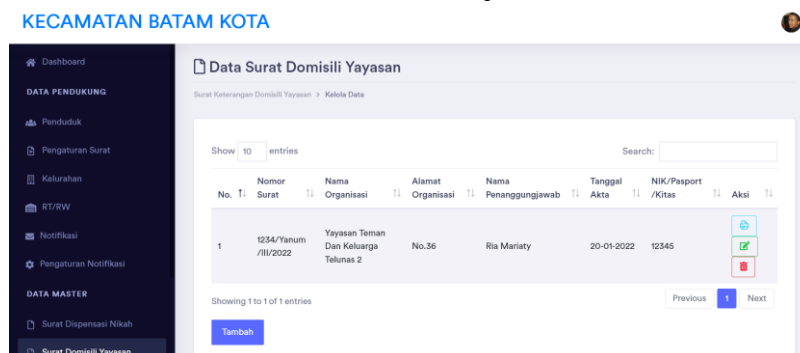 KECAMATAN BATAM KOTA
Dashboard
DATA PENDUKUNG
Penduduk
Pengaturan Surat
Kelurahan
RT/RW
Notifikasi
Pengaturan Notifikasi
DATA MASTER
Surat Dispensasi Nikah
Surat Domisili Yayasan
Data Surat Domisili Yayasan
Surat Keterangan Domisili Yayasan > Kelola Data
Show 10 entries
Search:
No. Nomor Surat Nama Organisasi Alamat Organisasi Nama Penanggungjawab Tanggal Akta NIK/Pasport /Kitas Aksi
1 1234/Yanum /III/2022 Yayasan Teman Dan Keluarga Telunas 2 No.36 Ria Mariaty 20-01-2022 12345
Showing 1 to 1 of 1 entries
Previous 1 Next
Tambah